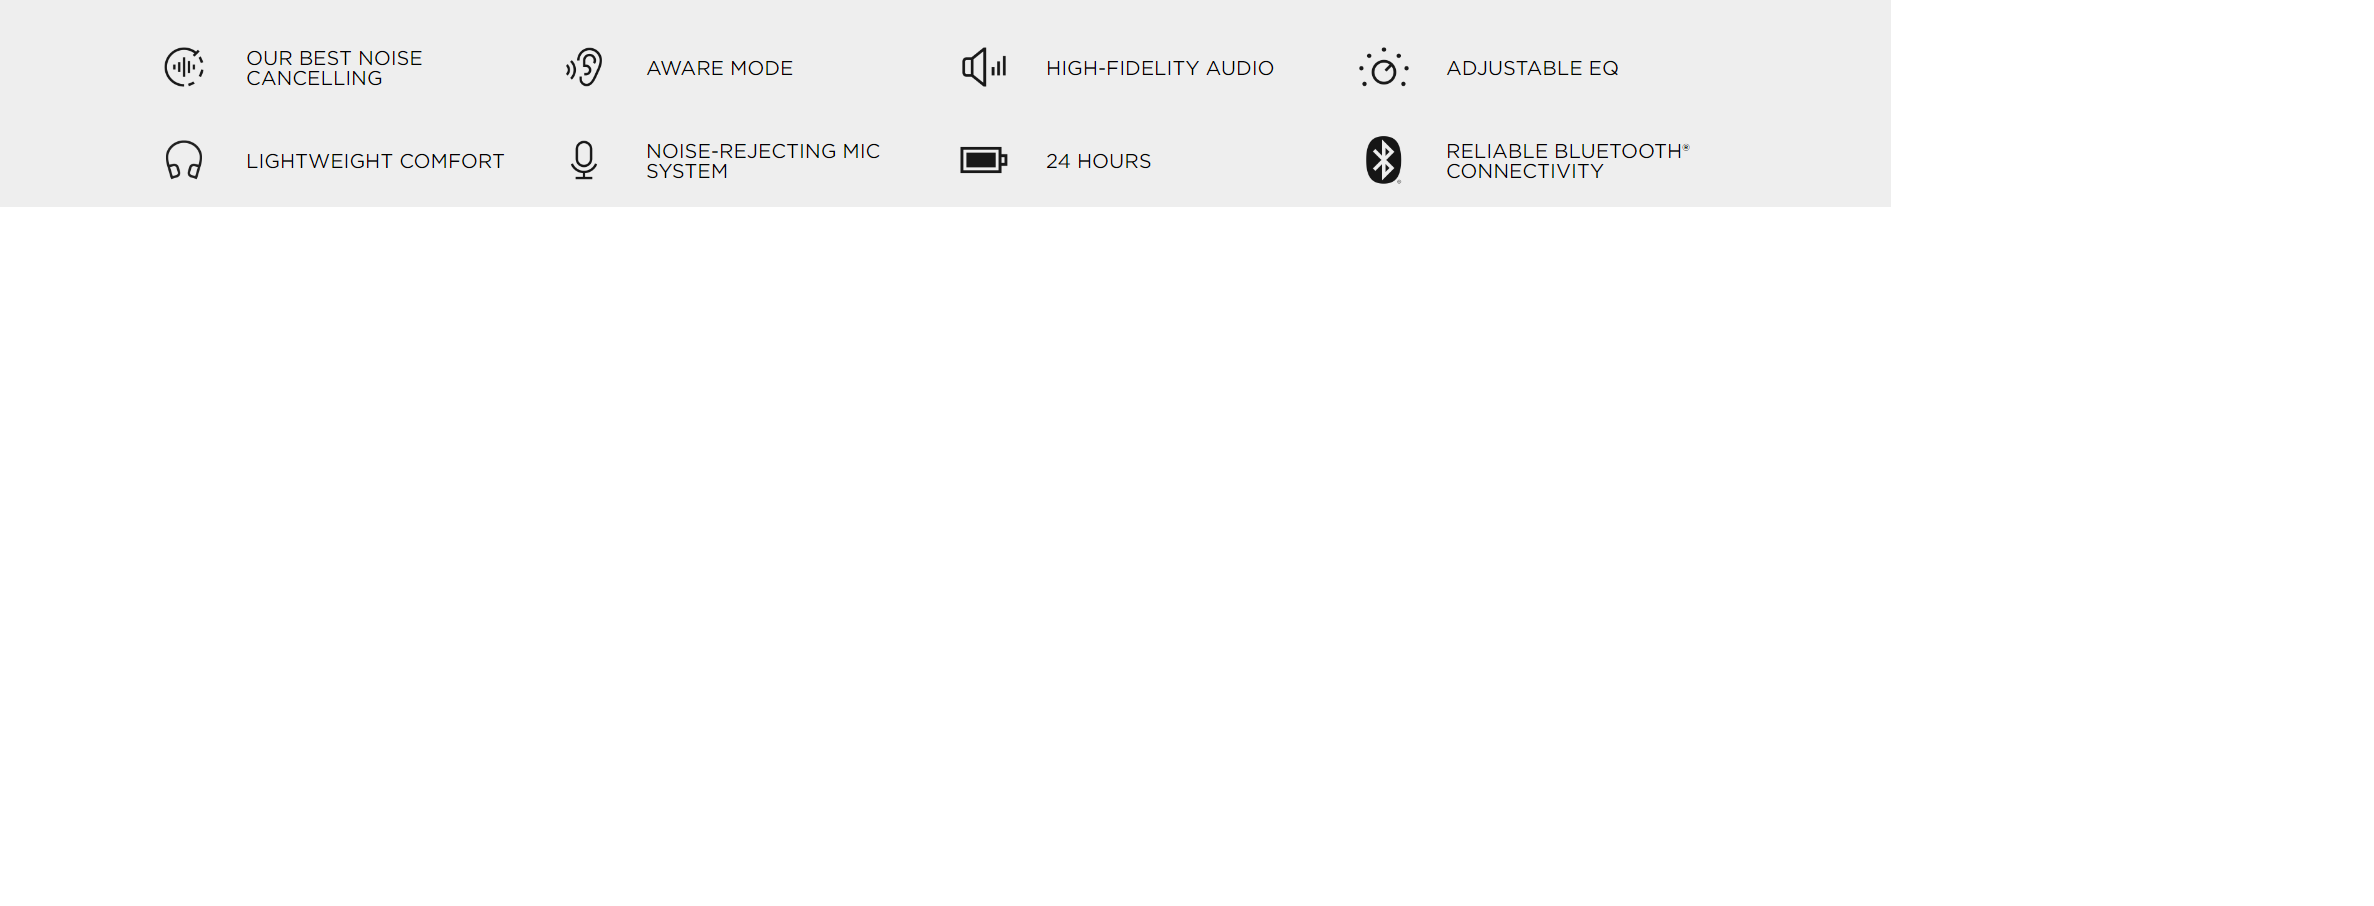 OUR BEST NOISE
CANCELLING
AWARE MODE
HIGH-FIDELITY AUDIO
ADJUSTABLE EQ
LIGHTWEIGHT COMFORT
NOISE-REJECTING MIC
SYSTEM
24 HOURS
RELIABLE BLUETOOTH®
CONNECTIVITY